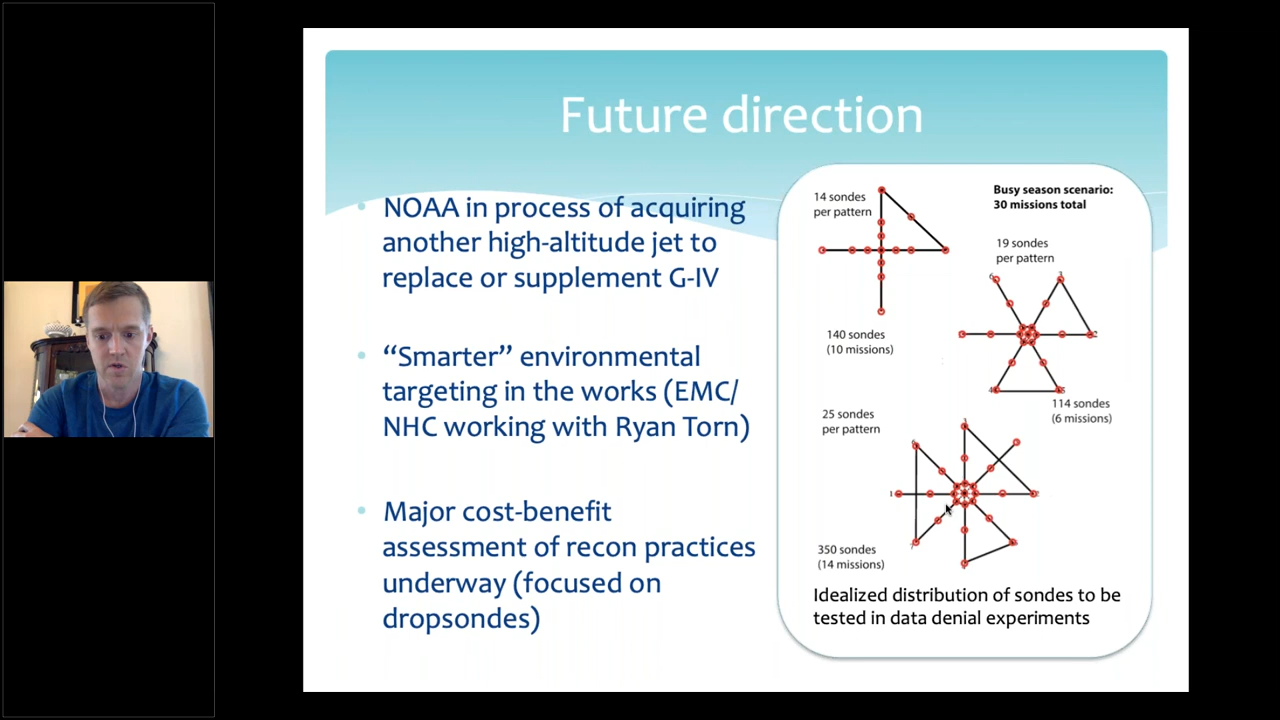 Future direction
• NOAA in process of acquiring
another high-altitude jet to
replace or supplement G-IV
• “Smarter” environmental
targeting in the works (EMC/
NHC working with Ryan Torn)
• Major cost-benefit
assessment of recon practices
underway (focused on
dropsondes)
14 sondes
per pattern
Busy season scenario:
30 missions total
19 sondes
per pattern
140 sondes
(10 missions)
114 sondes
(6 missions)
25 sondes
per pattern
350 sondes
(14 missions)
Idealized distribution of sondes to be
tested in data denial experiments